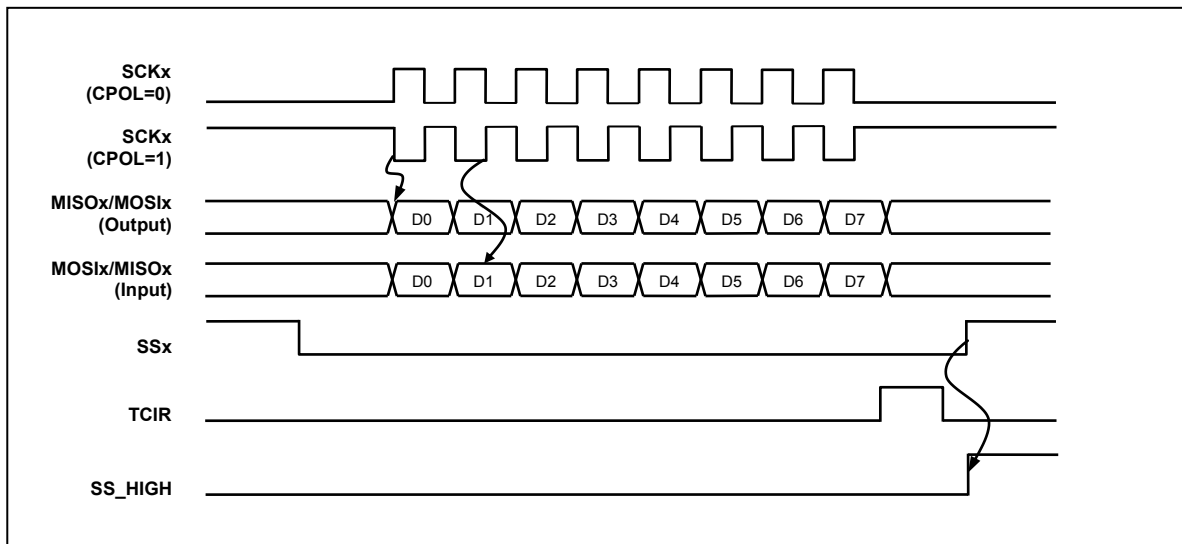 SCKx
(CPOL=0)
SCKx
(CPOL=1)
MISOx/MOSIx
(Output)
D0 D1 D2 D3 D4 D5 D6 D7
MOSIx/MISOx
(Input)
D0 D1 D2 D3 D4 D5 D6 D7
SSx
TCIR
SS_HIGH